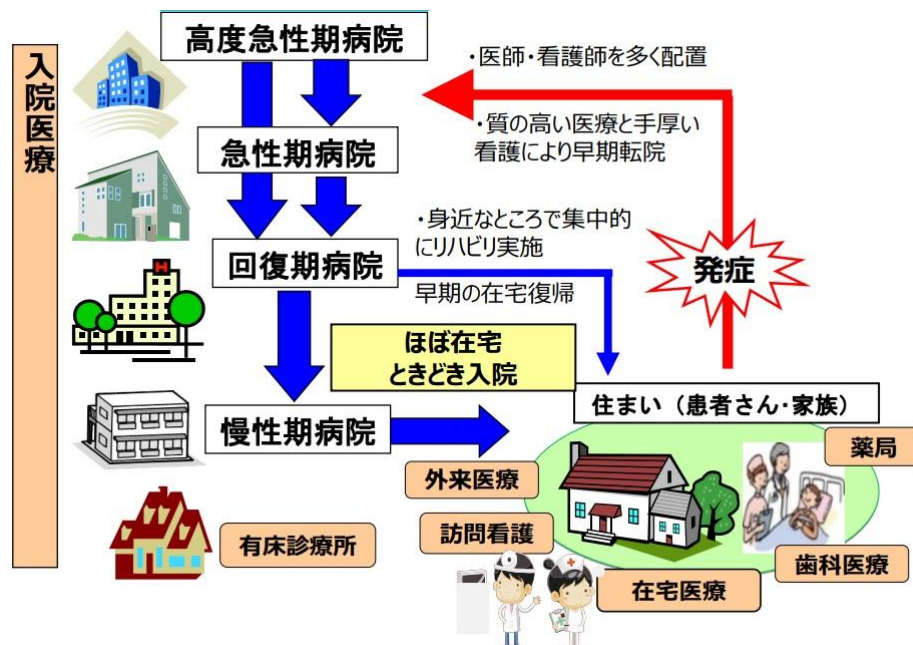 入院医療
高度急性期病院
・医師・看護師を多く配置
・質の高い医療と手厚い
看護により早期転院
急性期病院
・身近なところで集中的
にリハビリ実施
回復期病院
早期の在宅復帰
発症
ほぼ在宅
ときどき入院
住まい（患者さん・家族）
慢性期病院
薬局
外来医療
訪問看護
有床診療所
歯科医療
在宅医療
H